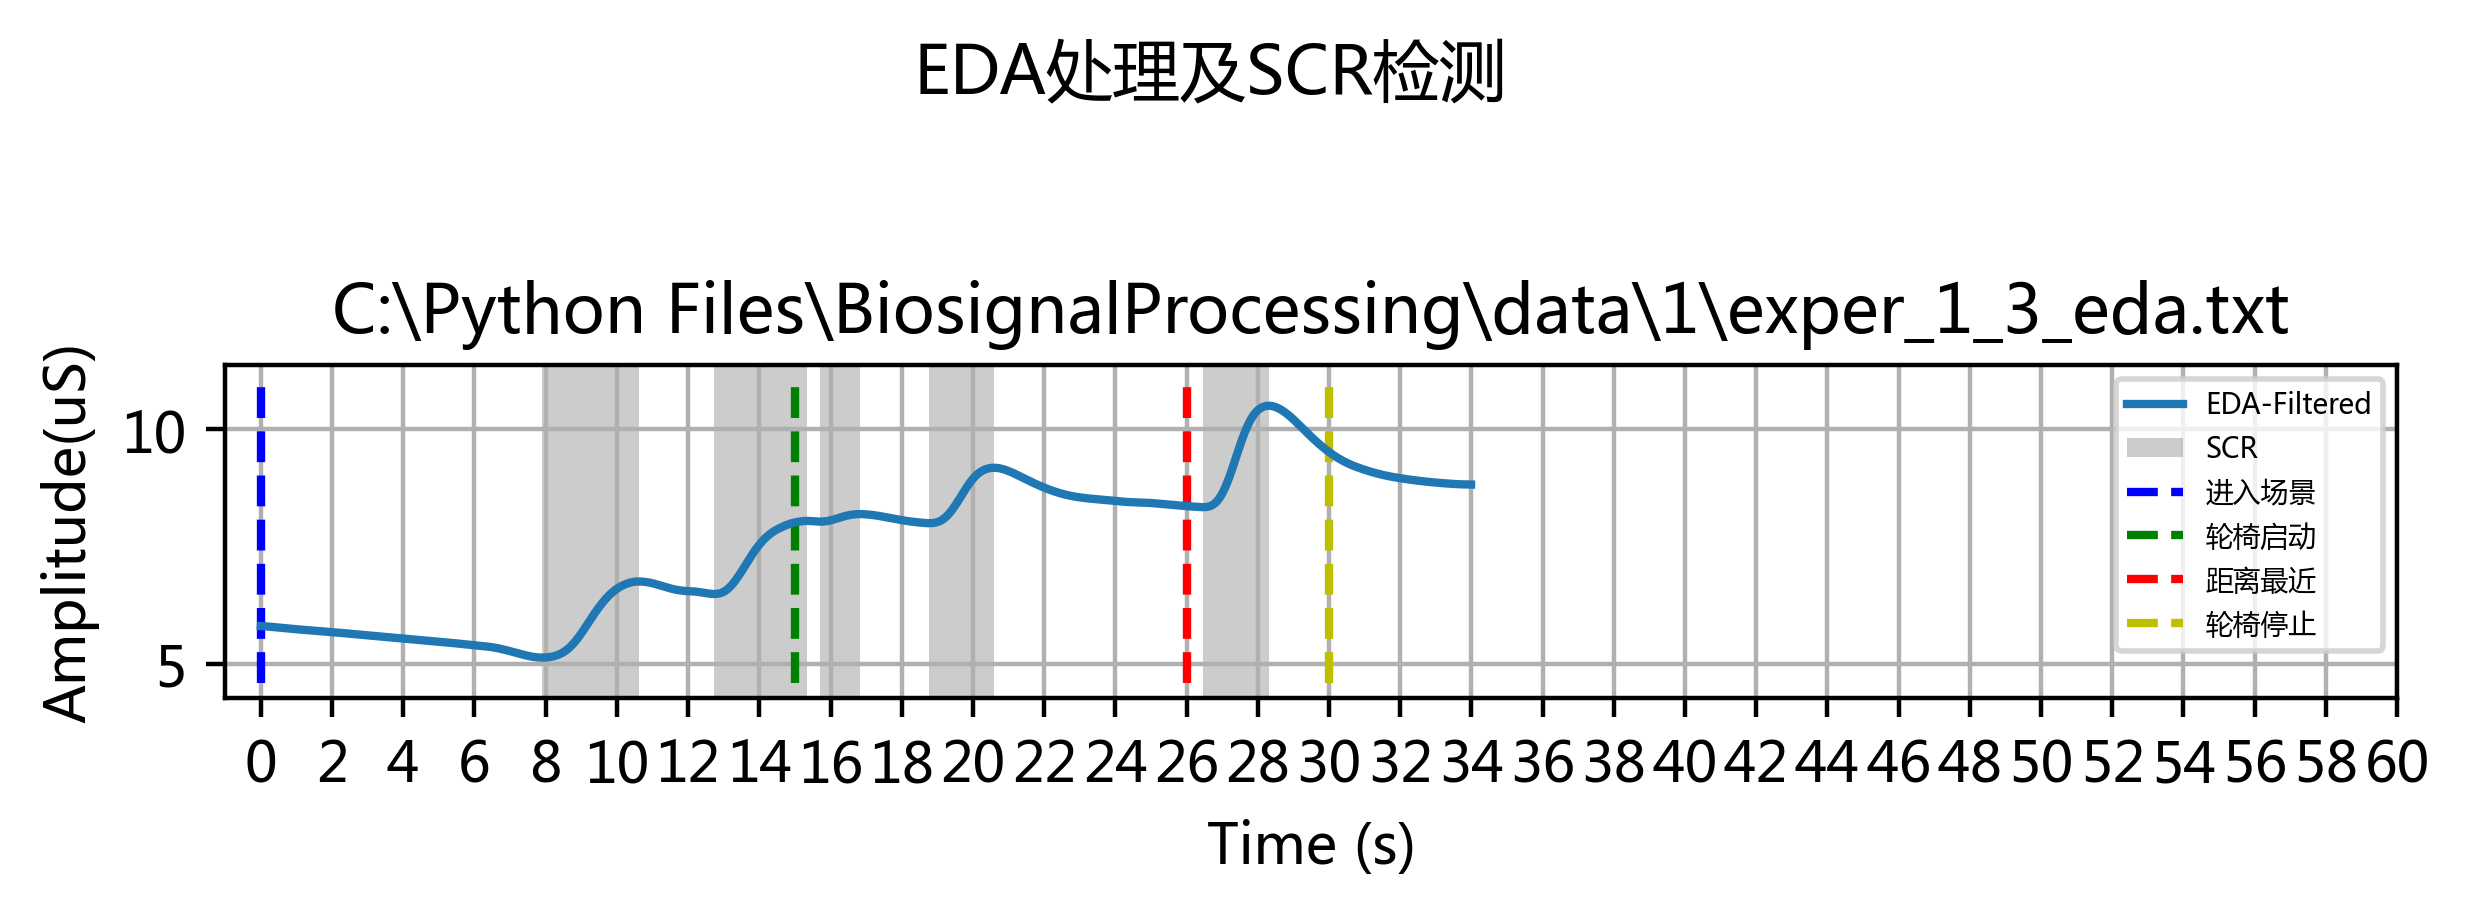 EDA处理及SCR检测
C:\Python Files\BiosignalProcessing\data\1\exper_1_3_eda.txt
Amplitude(uS)
10
5
EDA-Filtered
SCR
进入场景
轮椅启动
距离最近
轮椅停止
0 2 4 6 8 10 12 14 16 18 20 22 24 26 28 30 32 34 36 38 40 42 44 46 48 50 52 54 56 58 60
Time (s)